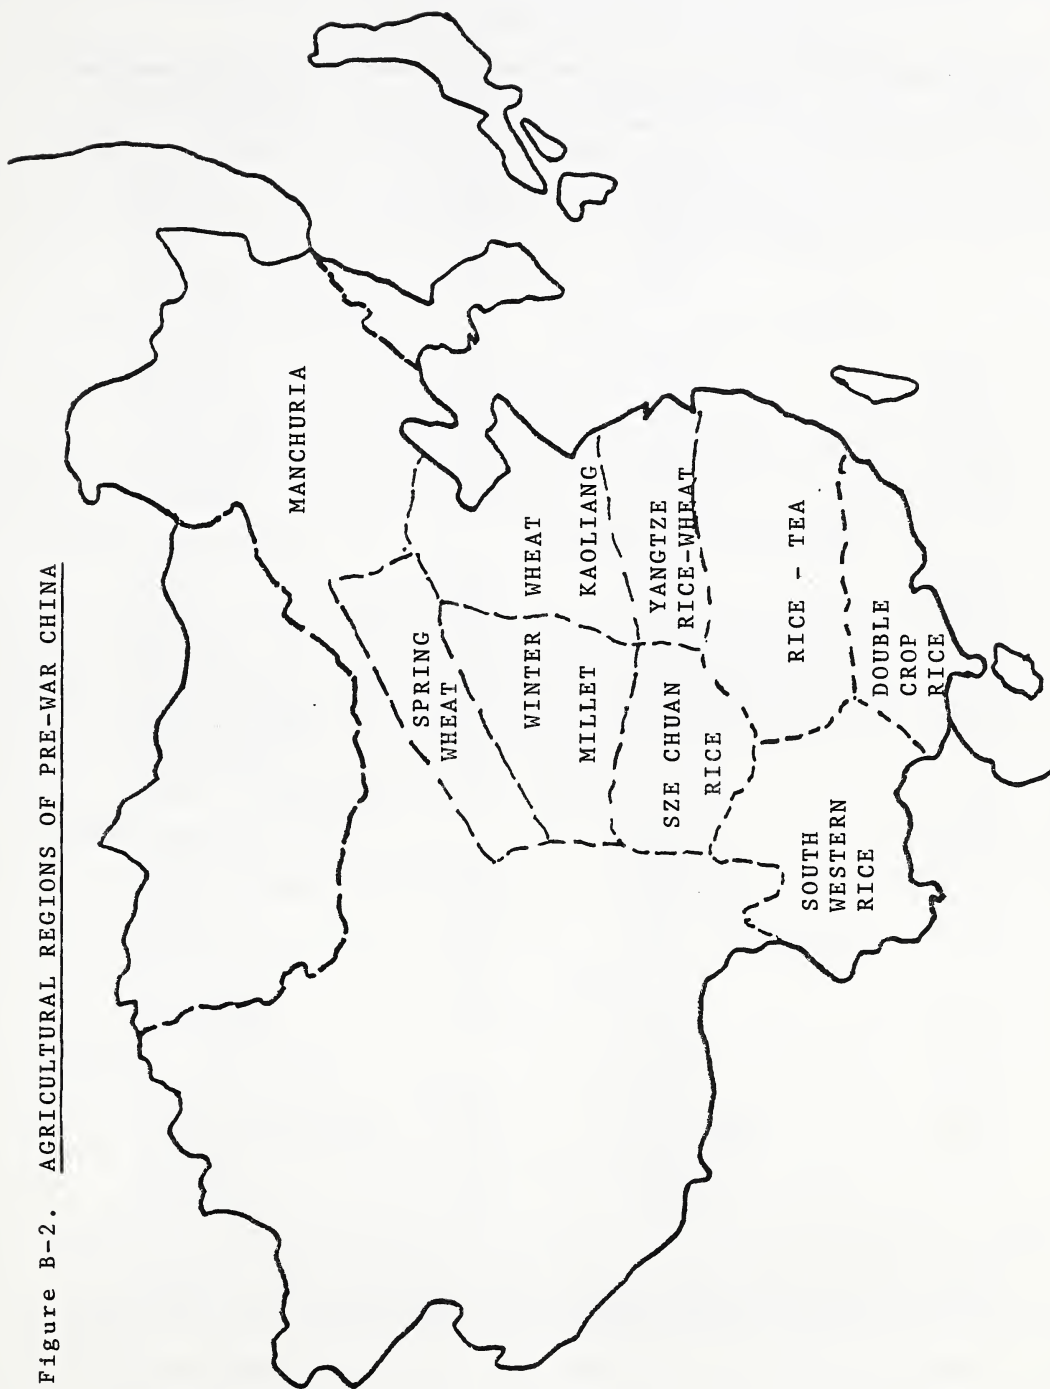 Figure B-2. AGRICULTURAL REGIONS OF PRE-WAR CHINA
MANCHURIA
SPRING
WHEAT
WINTER WHEAT
MILLET KAOLIANG
SZE CHUAN
RICE
YANGTZE
RICE-WHEAT
RICE - TEA
SOUTH
WESTERN
RICE
DOUBLE
CROP
RICE